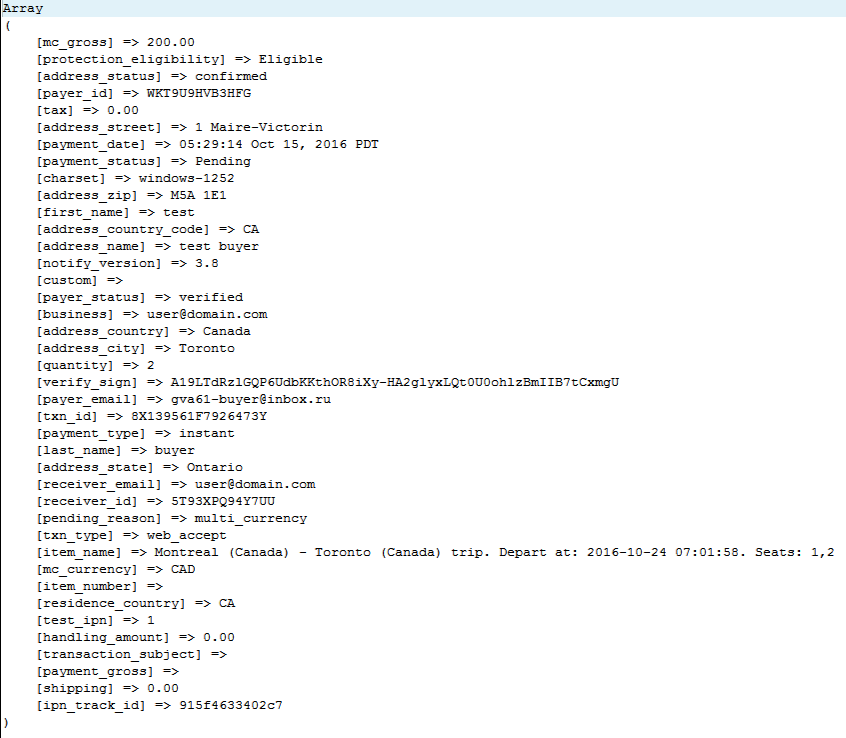 Array
(
[mc_gross] => 200.00
[protection_eligibility] => Eligible
[address_status] => confirmed
[payer_id] => WKT9U9HVB3HFG
[tax] => 0.00
[address_street] => 1 Maire-Victorin
[payment_date] => 05:29:14 Oct 15, 2016 PDT
[payment_status] => Pending
[charset] => windows-1252
[address_zip] => M5A 1E1
[first_name] => test
[address_country_code] => CA
[address_name] => test buyer
[notify_version] => 3.8
[custom] =>
[payer_status] => verified
[business] => user@domain.com
[address_country] => Canada
[address_city] => Toronto
[quantity] => 2
[verify_sign] => A19LTdRzlGQP6UdbKKthOR8iXy-HA2glyxLQt0U0ohlzBmIIB7tCxmgU
[payer_email] => gva61-buyer@inbox.ru
[txn_id] => 8X139561F7926473Y
[payment_type] => instant
[last_name] => buyer
[address_state] => Ontario
[receiver_email] => user@domain.com
[receiver_id] => 5T93XPQ94Y7UU
[pending_reason] => multi_currency
[txn_type] => web_accept
[item_name] => Montreal (Canada) - Toronto (Canada) trip. Depart at: 2016-10-24 07:01:58. Seats: 1,2
[mc_currency] => CAD
[item_number] =>
[residence_country] => CA
[test_ipn] => 1
[handling_amount] => 0.00
[transaction_subject] =>
[payment_gross] =>
[shipping] => 0.00
[ipn_track_id] => 915f4633402c7
)